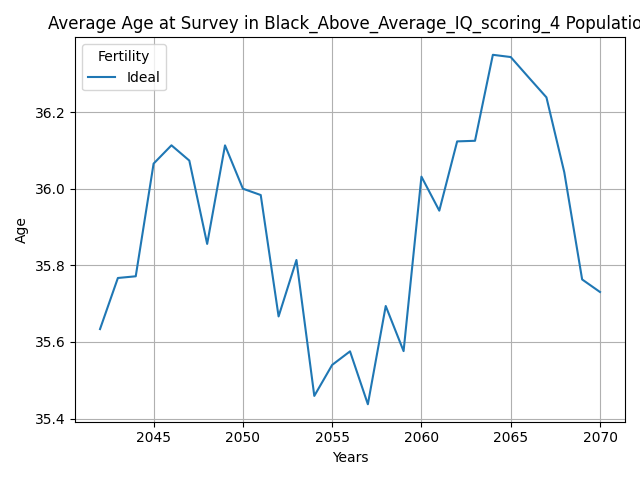 Average Age at Survey in Black_Above_Average_IQ_scoring_4 Populatio
Fertility
Ideal
Age
36.2
36.0
35.8
35.6
35.4
2045 2050 2055 2060 2065 2070
Years